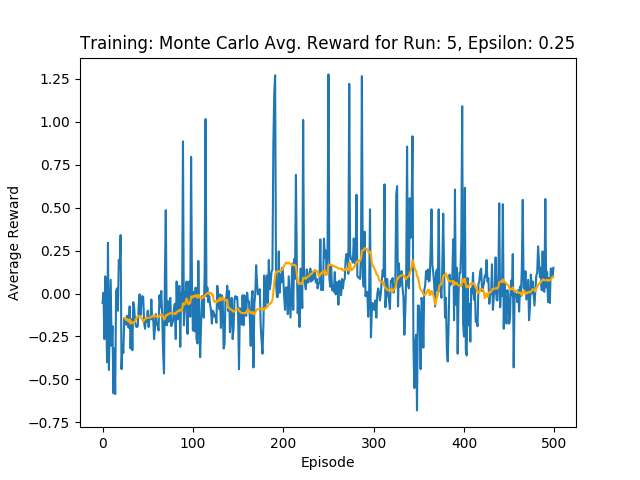 Training: Monte Carlo Avg. Reward for Run: 5, Epsilon: 0.25
1.25
1.00
0.75
0.50
0.25
0.00
−0.25
−0.50
−0.75
Average Reward
0 100 200 300 400 500
Episode